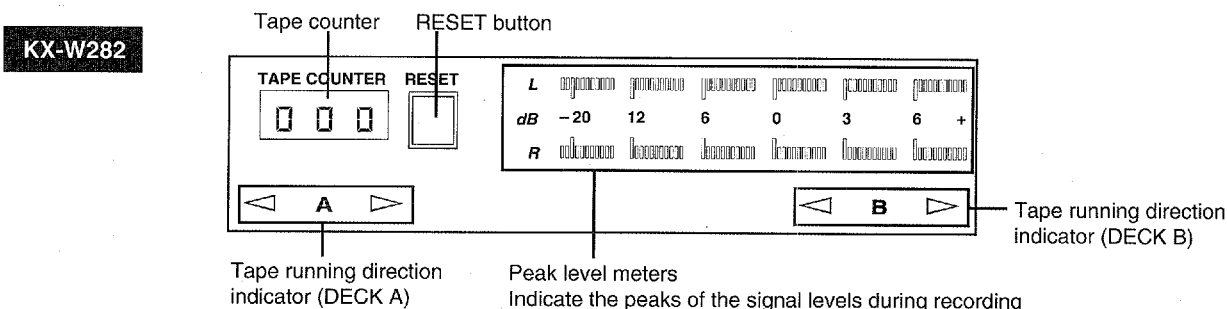 Tape counter RESET button
KX-W282
TAPE COUNTER RESET
000
L
dB −20 12 6 0 3 6 +
R
A
B
Tape running direction
indicator (DECK B)
Tape running direction
indicator (DECK A)
Peak level meters
Indicate the peaks of the signal levels during recording